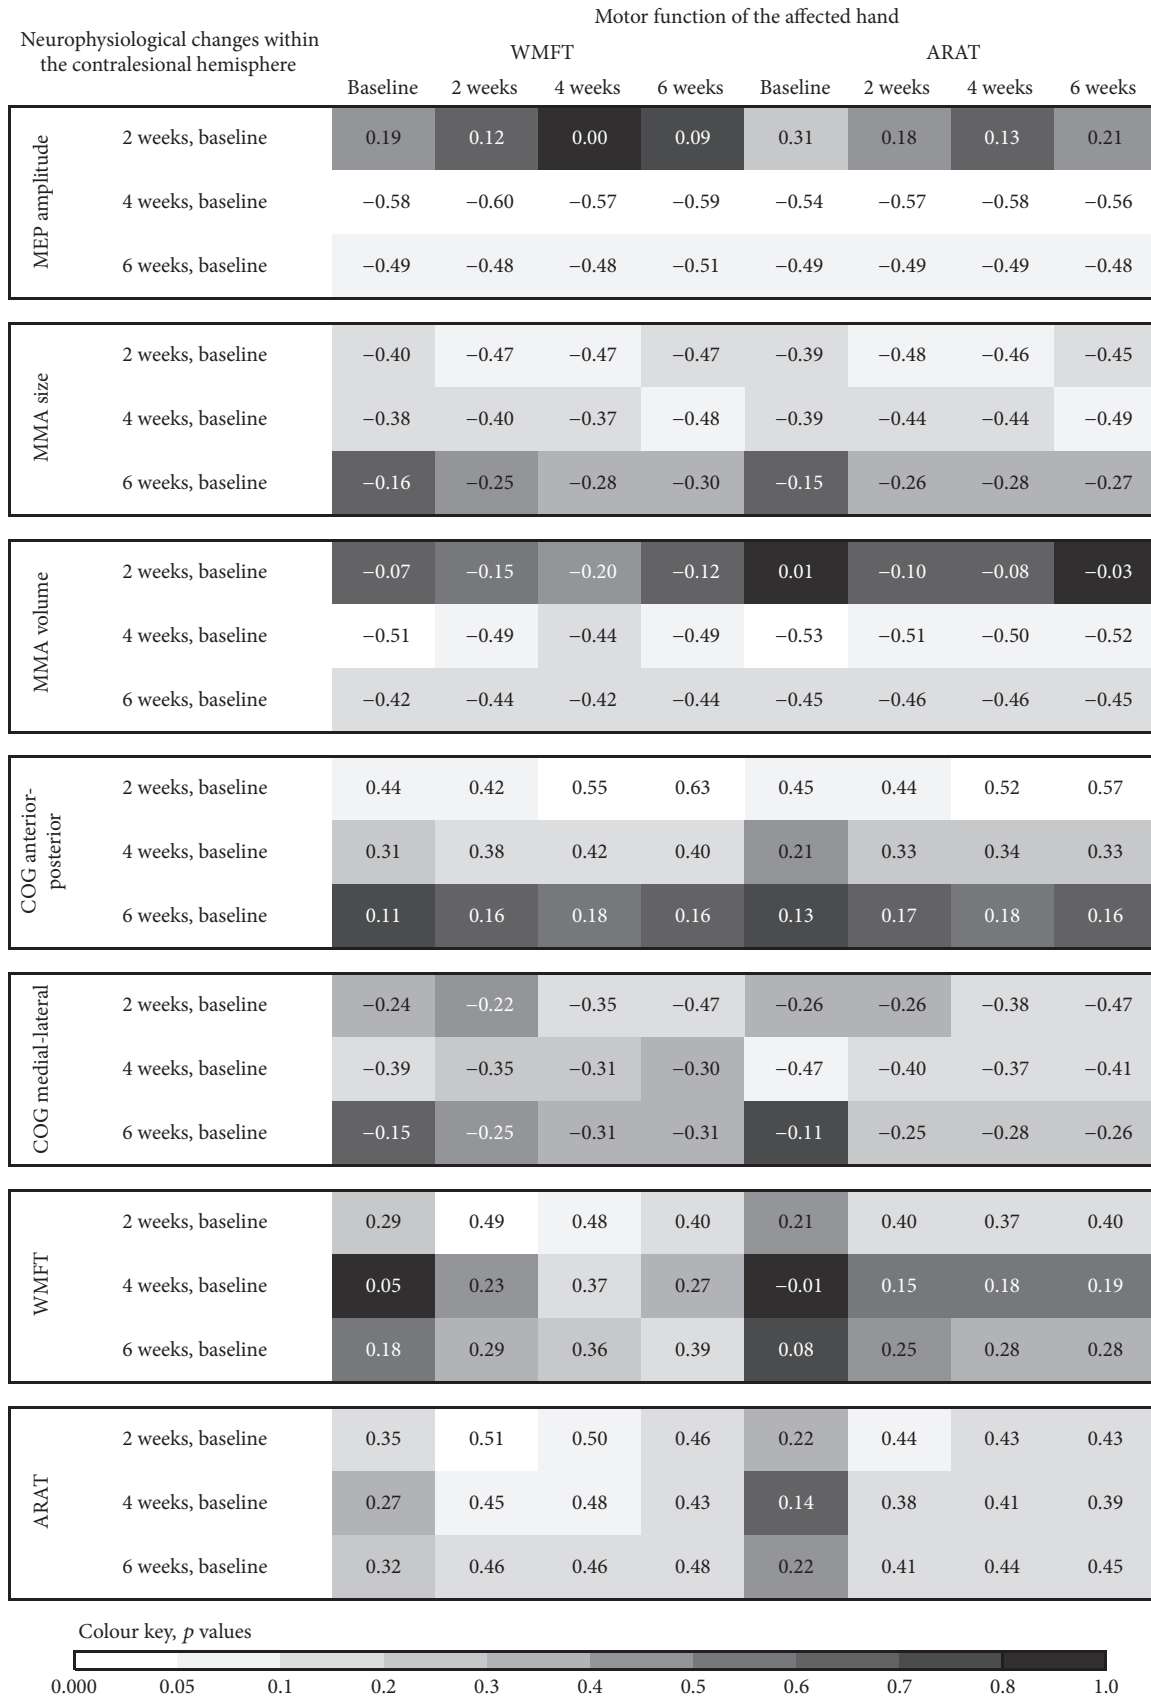 Motor function of the affected hand
Neurophysiological changes within
the contralesional hemisphere
WMFT ARAT
Baseline 2 weeks 4 weeks 6 weeks Baseline 2 weeks 4 weeks 6 weeks
MEP amplitude
2 weeks, baseline 0.19 0.12 0.00 0.09 0.31 0.18 0.13 0.21
4 weeks, baseline −0.58 −0.60 −0.57 −0.59 −0.54 −0.57 −0.58 −0.56
6 weeks, baseline −0.49 −0.48 −0.48 −0.51 −0.49 −0.49 −0.49 −0.48
MMA size
2 weeks, baseline −0.40 −0.47 −0.47 −0.47 −0.39 −0.48 −0.46 −0.45
4 weeks, baseline −0.38 −0.40 −0.37 −0.48 −0.39 −0.44 −0.44 −0.49
6 weeks, baseline −0.16 −0.25 −0.28 −0.30 −0.15 −0.26 −0.28 −0.27
MMA volume
2 weeks, baseline −0.07 −0.15 −0.20 −0.12 0.01 −0.10 −0.08 −0.03
4 weeks, baseline −0.51 −0.49 −0.44 −0.49 −0.53 −0.51 −0.50 −0.52
6 weeks, baseline −0.42 −0.44 −0.42 −0.44 −0.45 −0.46 −0.46 −0.45
COG anterior-
posterior
2 weeks, baseline 0.44 0.42 0.55 0.63 0.45 0.44 0.52 0.57
4 weeks, baseline 0.31 0.38 0.42 0.40 0.21 0.33 0.34 0.33
6 weeks, baseline 0.11 0.16 0.18 0.16 0.13 0.17 0.18 0.16
COG medial-lateral
2 weeks, baseline −0.24 −0.22 −0.35 −0.47 −0.26 −0.26 −0.38 −0.47
4 weeks, baseline −0.39 −0.35 −0.31 −0.30 −0.47 −0.40 −0.37 −0.41
6 weeks, baseline −0.15 −0.25 −0.31 −0.31 −0.11 −0.25 −0.28 −0.26
WMFT
2 weeks, baseline 0.29 0.49 0.48 0.40 0.21 0.40 0.37 0.40
4 weeks, baseline 0.05 0.23 0.37 0.27 −0.01 0.15 0.18 0.19
6 weeks, baseline 0.18 0.29 0.36 0.39 0.08 0.25 0.28 0.28
ARAT
2 weeks, baseline 0.35 0.51 0.50 0.46 0.22 0.44 0.43 0.43
4 weeks, baseline 0.27 0.45 0.48 0.43 0.14 0.38 0.41 0.39
6 weeks, baseline 0.32 0.46 0.46 0.48 0.22 0.41 0.44 0.45
Colour key, p values
0.000 0.05 0.1 0.2 0.3 0.4 0.5 0.6 0.7 0.8 1.0